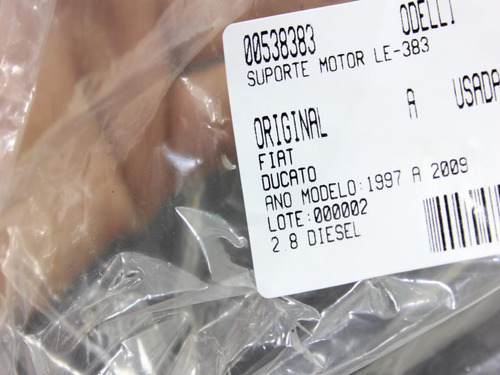 00538383 ODELLI
SUPORTE MOTOR LE-383
ORIGINAL A USADA
FIAT
DUCATO
ANO MODELO:1997 A 2009
LOTE:000002
2.8 DIESEL